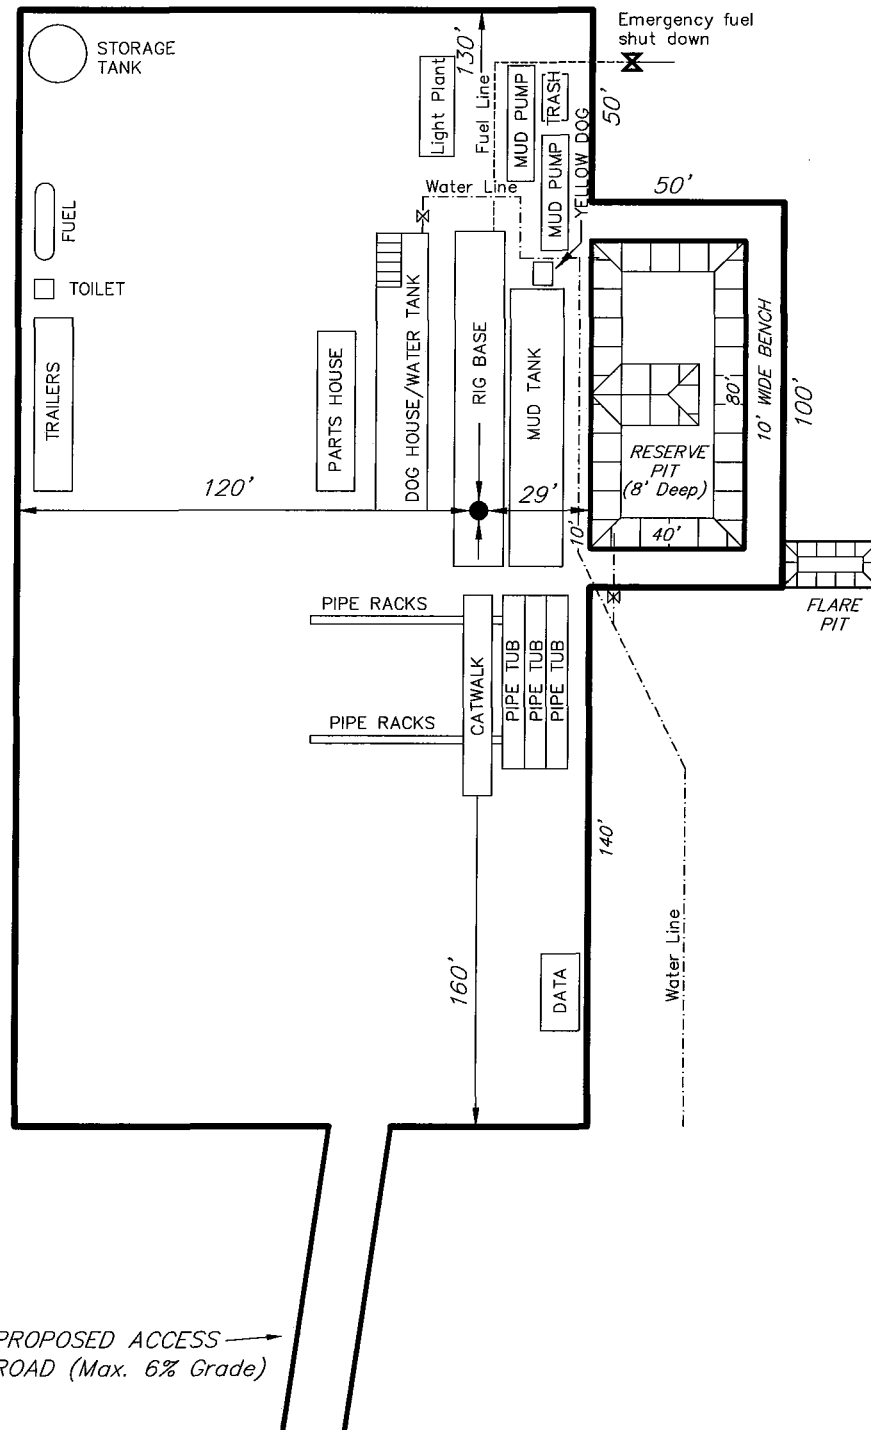 Emergency fuel
shut down
STORAGE
TANK
130'
Light Plant
Fuel Line
MUD PUMP
TRASH
50'
MUD PUMP
YELLOW DOG
Water Line
50'
FUEL
TOILET
TRAILERS
PARTS HOUSE
DOG HOUSE/WATER TANK
RIG BASE
MUD TANK
80'
10' WIDE BENCH
100'
RESERVE
PIT
(8' Deep)
120'
29'
10'
40'
FLARE
PIT
PIPE RACKS
CATWALK
PIPE TUB
PIPE TUB
PIPE TUB
PIPE RACKS
140'
Water Line
160'
DATA
PROPOSED ACCESS
ROAD (Max. 6% Grade)